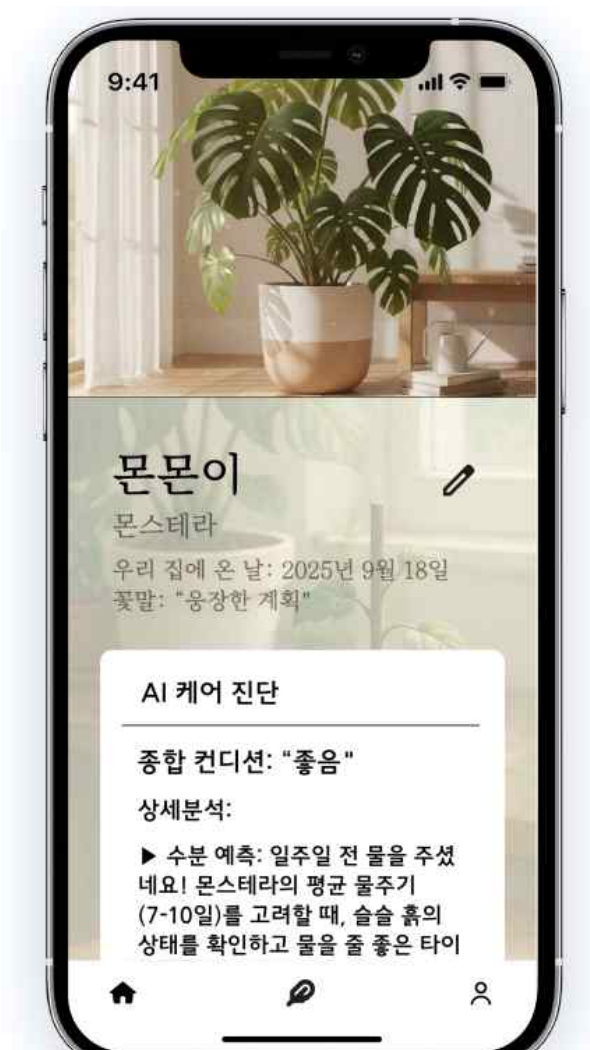 9:41
몬몬이
몬스테라
우리 집에 온 날: 2025년 9월 18일
꽃말: “웅장한 계획"
AI 케어 진단
종합 컨디션: “좋음"
상세분석:
▶ 수분 예측: 일주일 전 물을 주셨
네요! 몬스테라의 평균 물주기
(7-10일)를 고려할 때, 슬슬 흙의
상태를 확인하고 물을 줄 좋은 타이